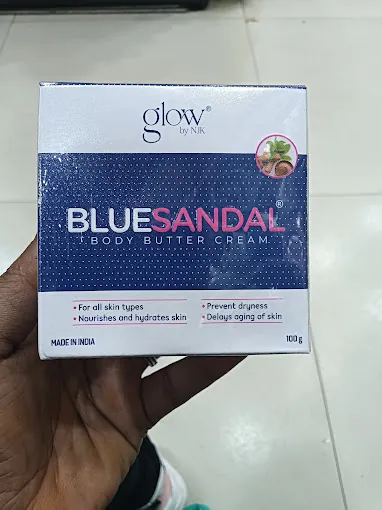 glow®
by NJK
BLUESANDAL®
BODY BUTTER CREAM
• For all skin types
• Nourishes and hydrates skin
• Prevent dryness
• Delays aging of skin
MADE IN INDIA
100 g